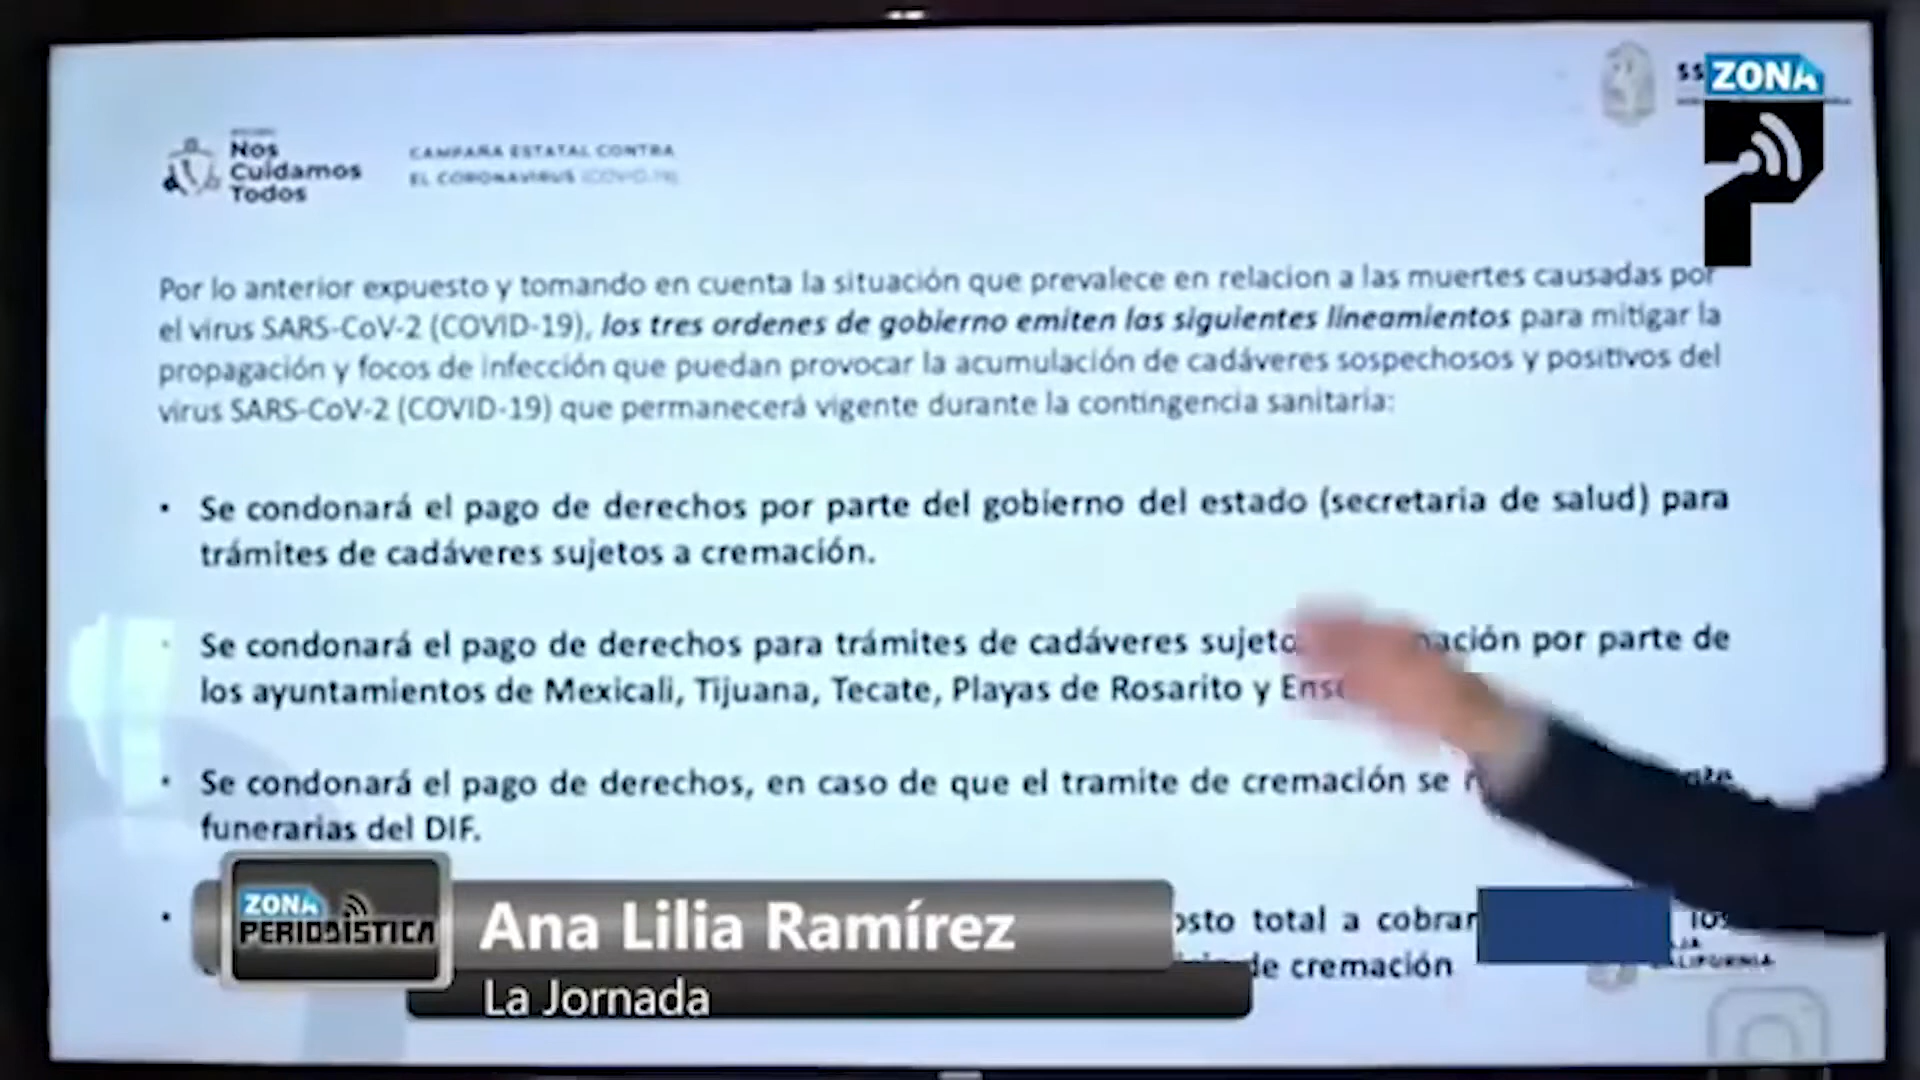 ZONA
Nos
Cuidamos
Todos
CAMPAÑA ESTATAL CONTRA
EL CORONAVIRUS (COVID-19)
Por lo anterior expuesto y tomando en cuenta la situación que prevalece en relacion a las muertes causadas por
el virus SARS-CoV-2 (COVID-19), los tres ordenes de gobierno emiten los siguientes lineamientos para mitigar la
propagación y focos de infección que puedan provocar la acumulación de cadáveres sospechosos y positivos del
virus SARS-CoV-2 (COVID-19) que permanecerá vigente durante la contingencia sanitaria:
• Se condonará el pago de derechos por parte del gobierno del estado (secretaria de salud) para
trámites de cadáveres sujetos a cremación.
• Se condonará el pago de derechos para trámites de cadáveres por parte de
los ayuntamientos de Mexicali, Tijuana, Tecate, Playas de Rosarito y
• Se condonará el pago de derechos, en caso de que el tramite de cremación se
funerarias del DIF.
• total a cobrar
de cremación
ZONA
PERIODÍSTICA
Ana Lilia Ramírez
La Jornada